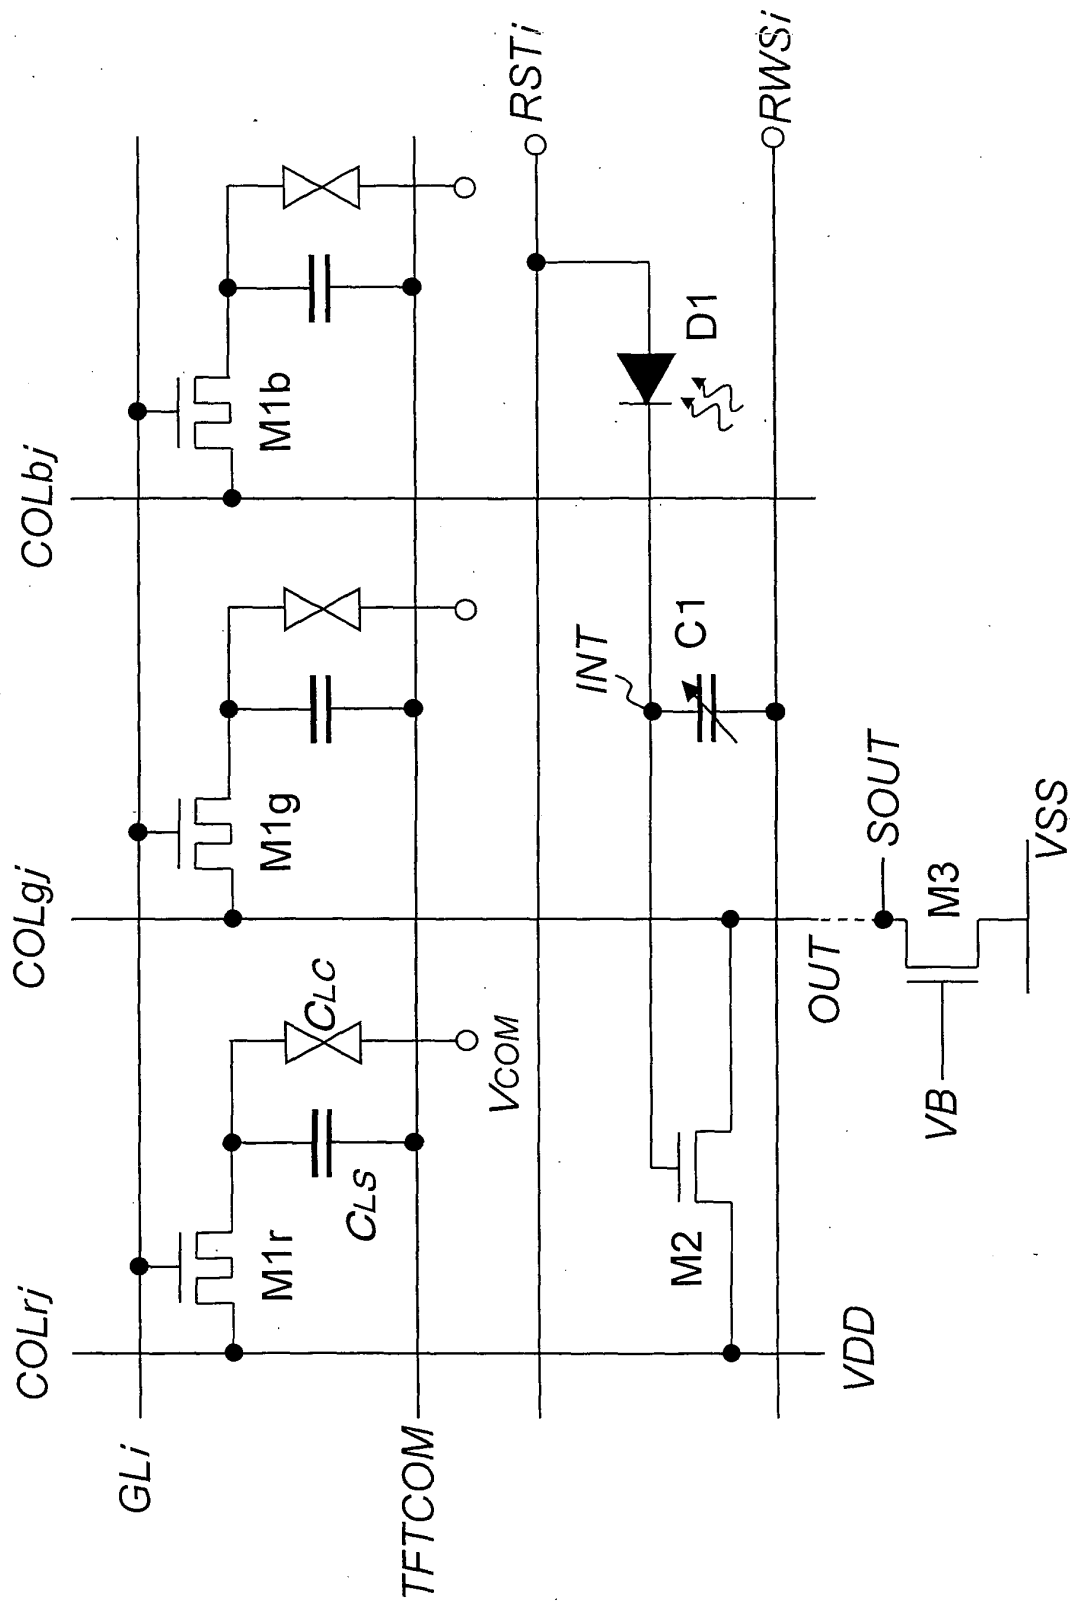 COLrj
COLgj
COLbj
GLi
M1r
M1g
M1b
CLS
CLC
TFTCOM
VCOM
RSTi
INT
D1
M2
C1
RWSi
VDD
OUT
SOUT
VB
M3
VSS